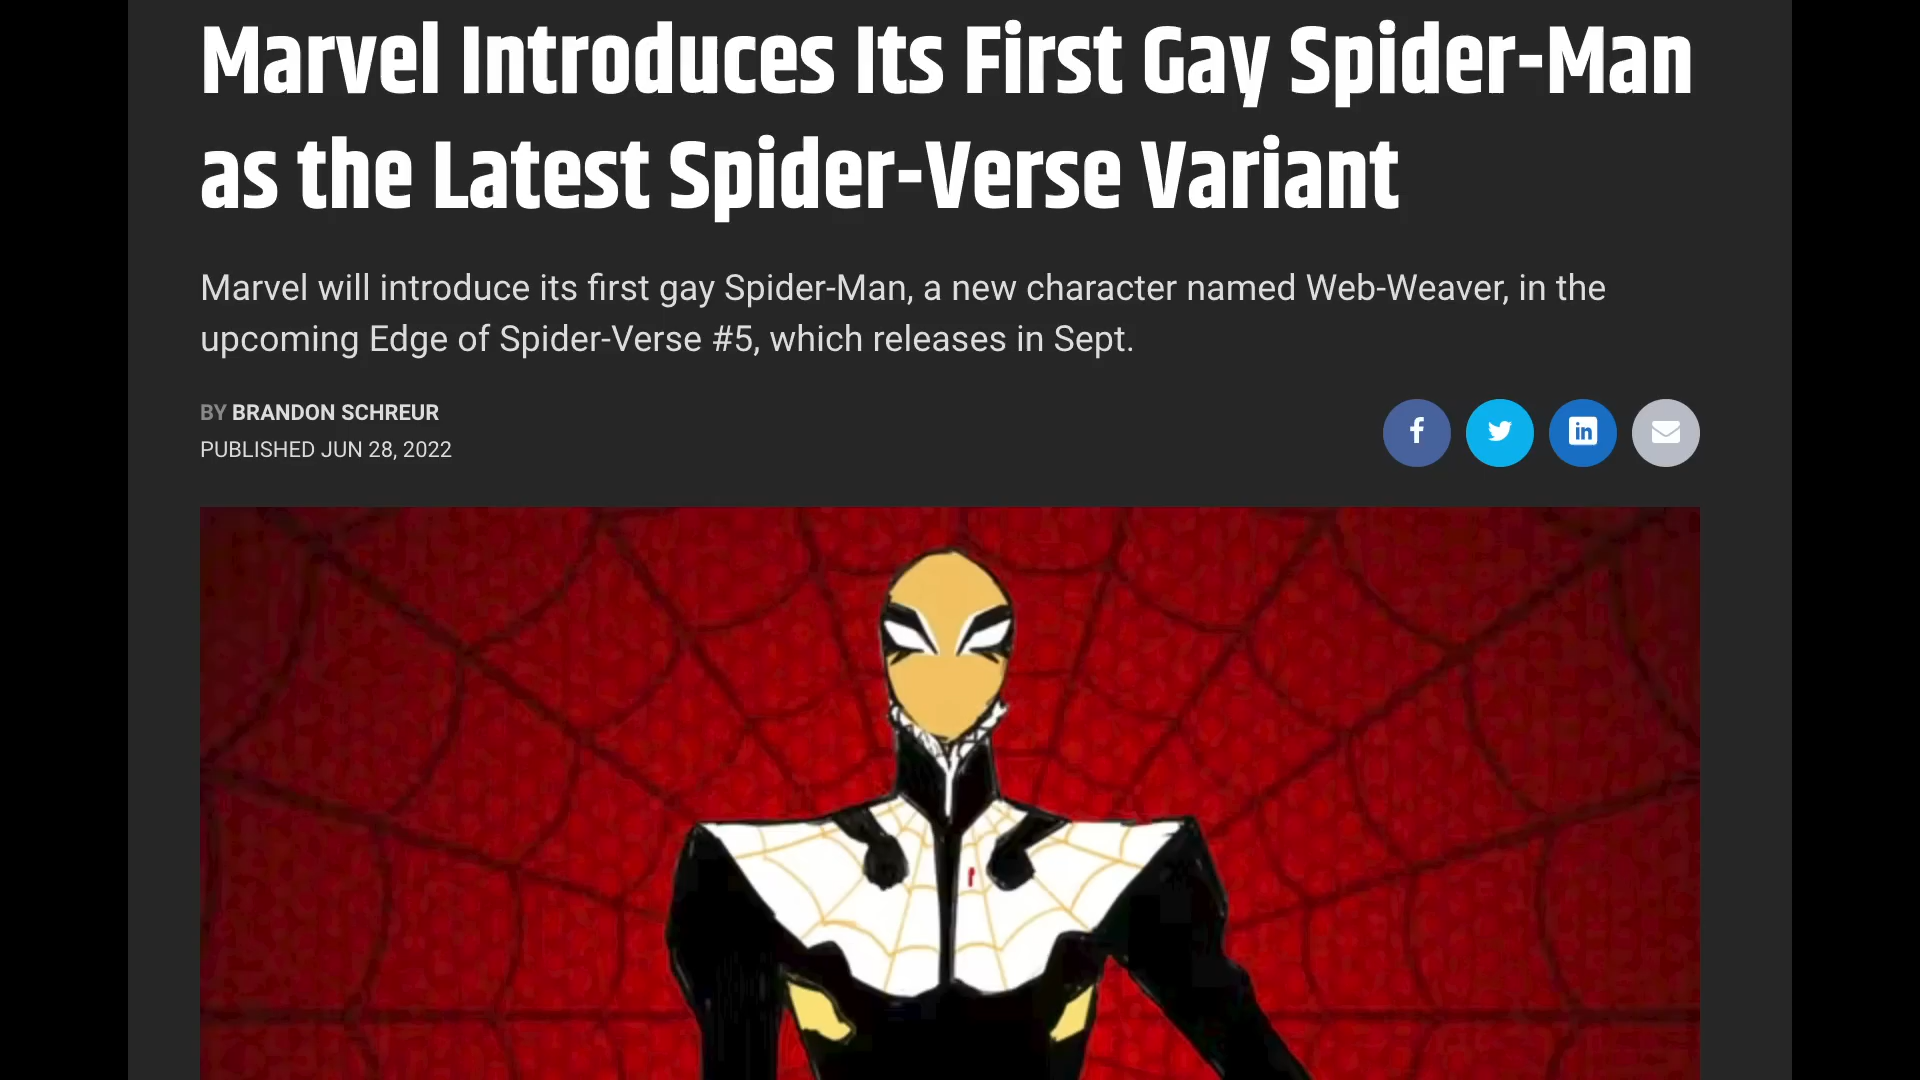 Marvel Introduces Its First Gay Spider-Man
as the Latest Spider-Verse Variant
Marvel will introduce its first gay Spider-Man, a new character named Web-Weaver, in the
upcoming Edge of Spider-Verse #5, which releases in Sept.
BY BRANDON SCHREUR
PUBLISHED JUN 28, 2022